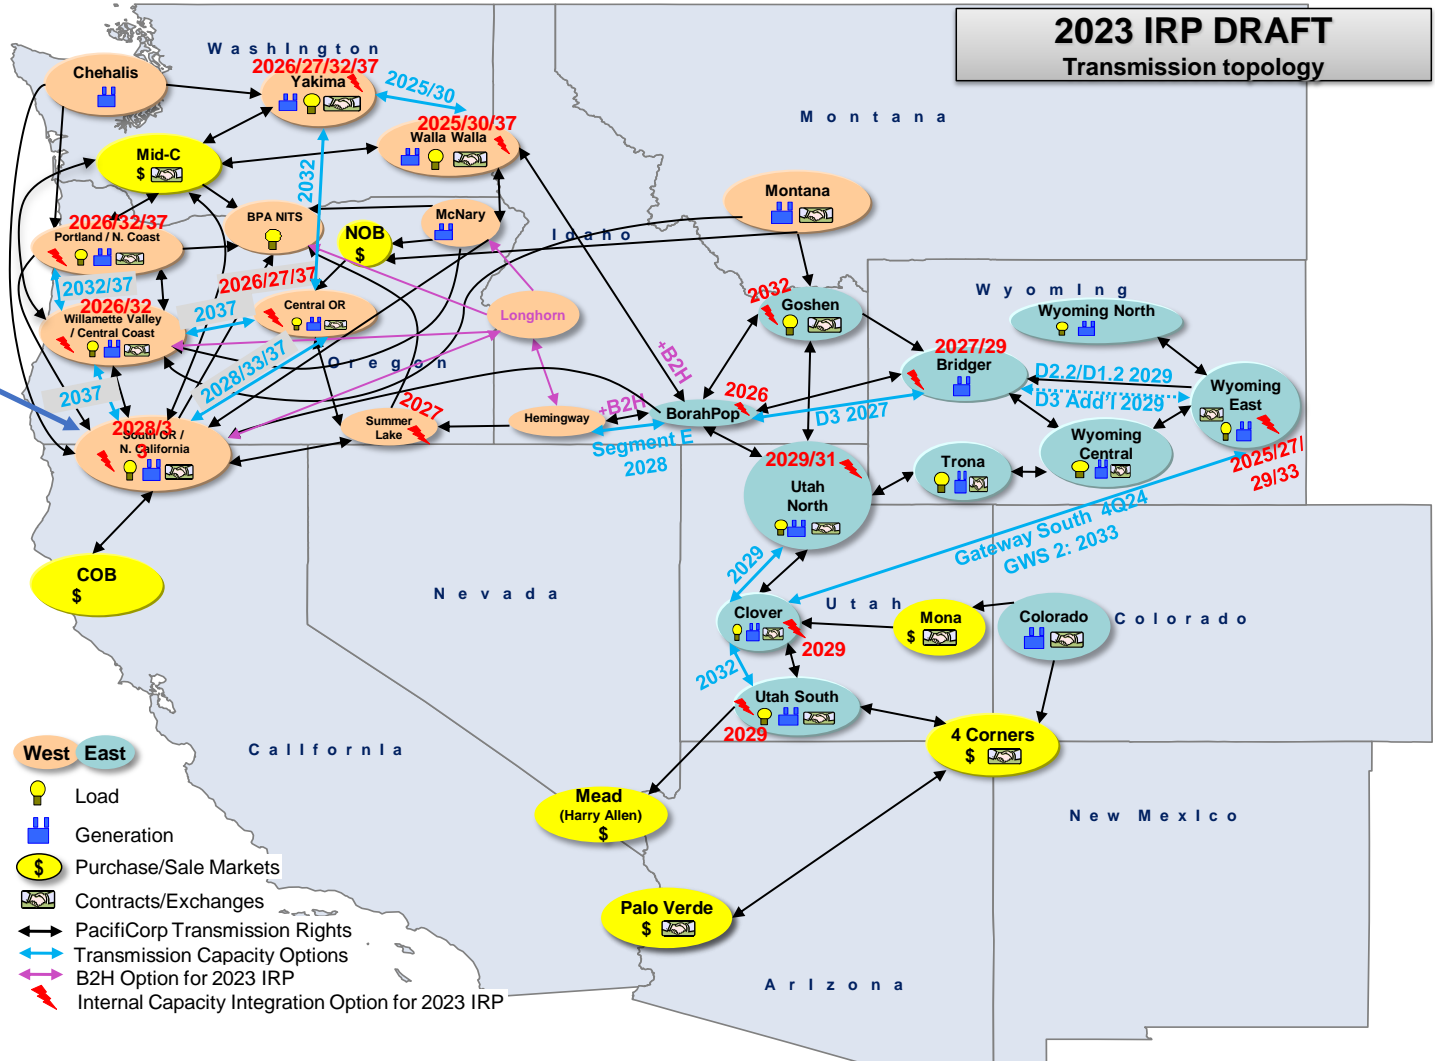 2023 IRP DRAFT
Transmission topology
WashIngton
Montana
Idaho
WyomIng
Oregon
Nevada
Utah
Colorado
CalIfornIa
New MexIco
ArIzona
Chehalis
2026/27/32/37
Yakima
2025/30
2025/30/37
Walla Walla
Mid-C
$
2032
BPA NITS
McNary
NOB
$
Montana
2026/32/37
Portland / N. Coast
2032/37
2026/27/37
2026/32
Willamette Valley
/ Central Coast
2037
Central OR
Longhorn
2028/33/37
2037
2028/3
3
South OR /
N. California
2027
Summer
Lake
Hemingway
+B2H
+B2H
Segment E
2028
2026
BorahPop
2032
Goshen
D3 2027
2027/29
Bridger
Wyoming North
D2.2/D1.2 2029
D3 Add'l 2029
Wyoming
East
2025/27/
29/33
Wyoming
Central
Trona
2029/31
Utah
North
Gateway South 4Q24
GWS 2: 2033
COB
$
2029
Clover
2029
Mona
$
Colorado
2032
Utah South
2029
4 Corners
$
Mead
(Harry Allen)
$
Palo Verde
$
West East
Load
Generation
$ Purchase/Sale Markets
Contracts/Exchanges
PacifiCorp Transmission Rights
Transmission Capacity Options
B2H Option for 2023 IRP
Internal Capacity Integration Option for 2023 IRP